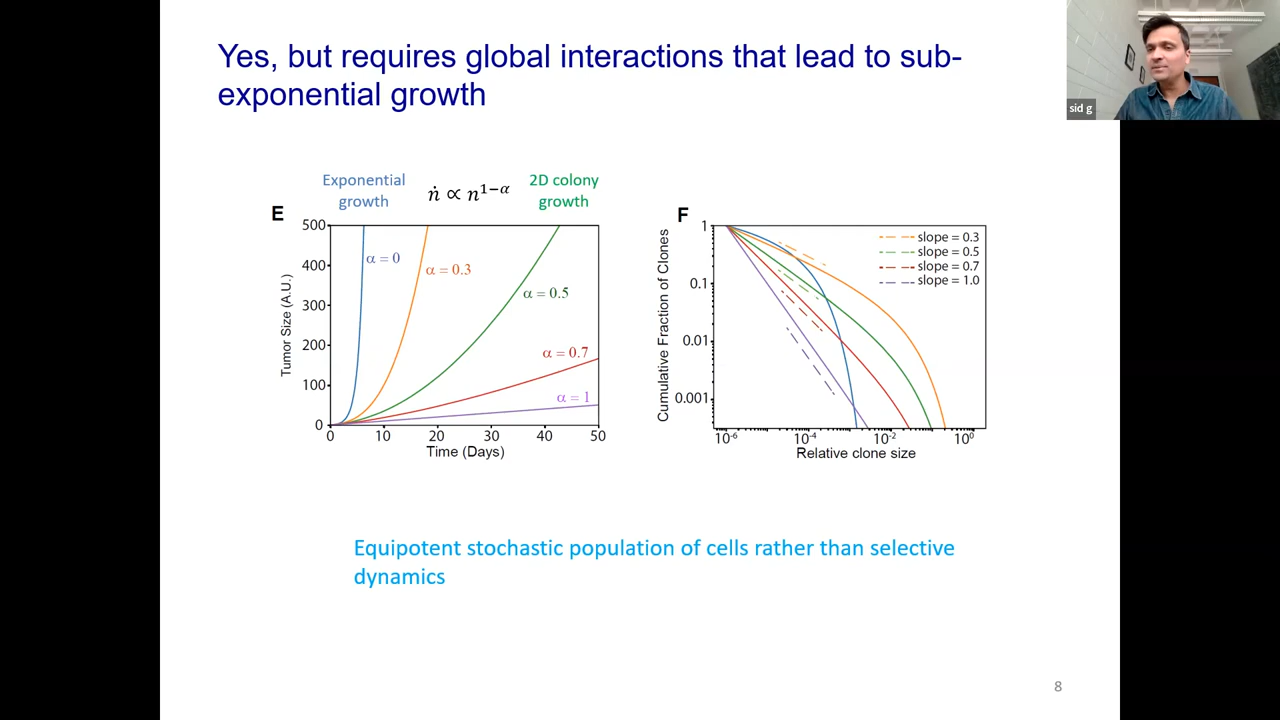 Yes, but requires global interactions that lead to sub-
exponential growth
sid g
Exponential
growth
ṅ ∝ n^{1−α}
2D colony
growth
E
500
400
300
200
100
0
Tumor Size (A.U.)
α = 0
α = 0.3
α = 0.5
α = 0.7
α = 1
0 10 20 30 40 50
Time (Days)
F
1
0.1
0.01
0.001
Cumulative Fraction of Clones
slope = 0.3
slope = 0.5
slope = 0.7
slope = 1.0
10^{-6} 10^{-4} 10^{-2} 10^{0}
Relative clone size
Equipotent stochastic population of cells rather than selective
dynamics
8